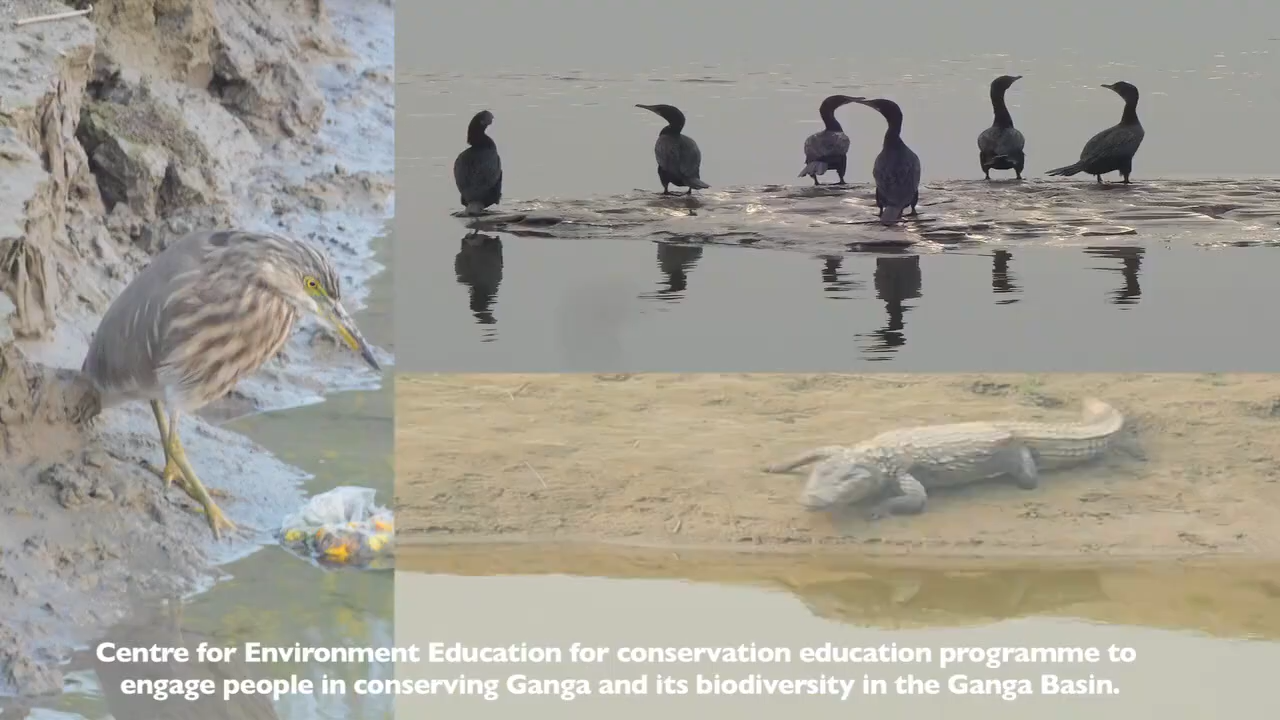 Centre for Environment Education for conservation education programme to
engage people in conserving Ganga and its biodiversity in the Ganga Basin.